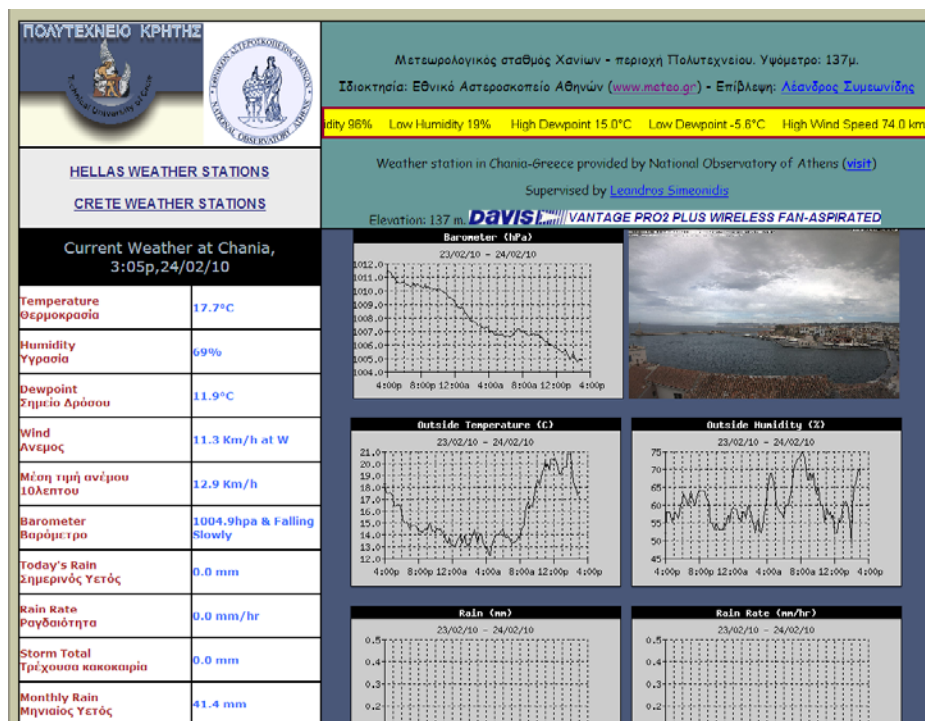 ΠΟΛΥΤΕΧΝΕΙΟ ΚΡΗΤΗΣ
Technical University of Crete
NATIONAL OBSERVATORY ATHENS
HELLAS WEATHER STATIONS
CRETE WEATHER STATIONS
Μετεωρολογικός σταθμός Χανίων - περιοχή Πολυτεχνείου. Υψόμετρο: 137μ.
Ιδιοκτησία: Εθνικό Αστεροσκοπείο Αθηνών (www.meteo.gr) - Επίβλεψη: Λέανδρος Συμεωνίδης
idity 96% Low Humidity 19% High Dewpoint 15.0°C Low Dewpoint -5.6°C High Wind Speed 74.0 km
Weather station in Chania-Greece provided by National Observatory of Athens (visit)
Supervised by Leandros Simeonidis
Elevation: 137 m. DAVIS VANTAGE PRO2 PLUS WIRELESS FAN-ASPIRATED
Current Weather at Chania,
3:05p,24/02/10
Temperature
Θερμοκρασία
17.7°C
Humidity
Υγρασία
69%
Dewpoint
Σημείο Δρόσου
11.9°C
Wind
Ανεμος
11.3 Km/h at W
Μέση τιμή ανέμου
10λεπτου
12.9 Km/h
Barometer
Βαρόμετρο
1004.9hpa & Falling
Slowly
Today's Rain
Σημερινός Υετός
0.0 mm
Rain Rate
Ραγδαιότητα
0.0 mm/hr
Storm Total
Τρέχουσα κακοκαιρία
0.0 mm
Monthly Rain
Μηνιαίος Υετός
41.4 mm
Barometer (hPa)
23/02/10 - 24/02/10
1012.0
1011.0
1010.0
1009.0
1008.0
1007.0
1006.0
1005.0
1004.0
4:00p 8:00p 12:00a 4:00a 8:00a 12:00p 4:00p
Outside Temperature (C)
23/02/10 - 24/02/10
21.0
20.0
19.0
18.0
17.0
16.0
15.0
14.0
13.0
12.0
4:00p 8:00p 12:00a 4:00a 8:00a 12:00p 4:00p
Outside Humidity (%)
23/02/10 - 24/02/10
75
70
65
60
55
50
45
4:00p 8:00p 12:00a 4:00a 8:00a 12:00p 4:00p
Rain (mm)
23/02/10 - 24/02/10
0.5
0.4
0.3
0.2
Rain Rate (mm/hr)
23/02/10 - 24/02/10
0.5
0.4
0.3
0.2